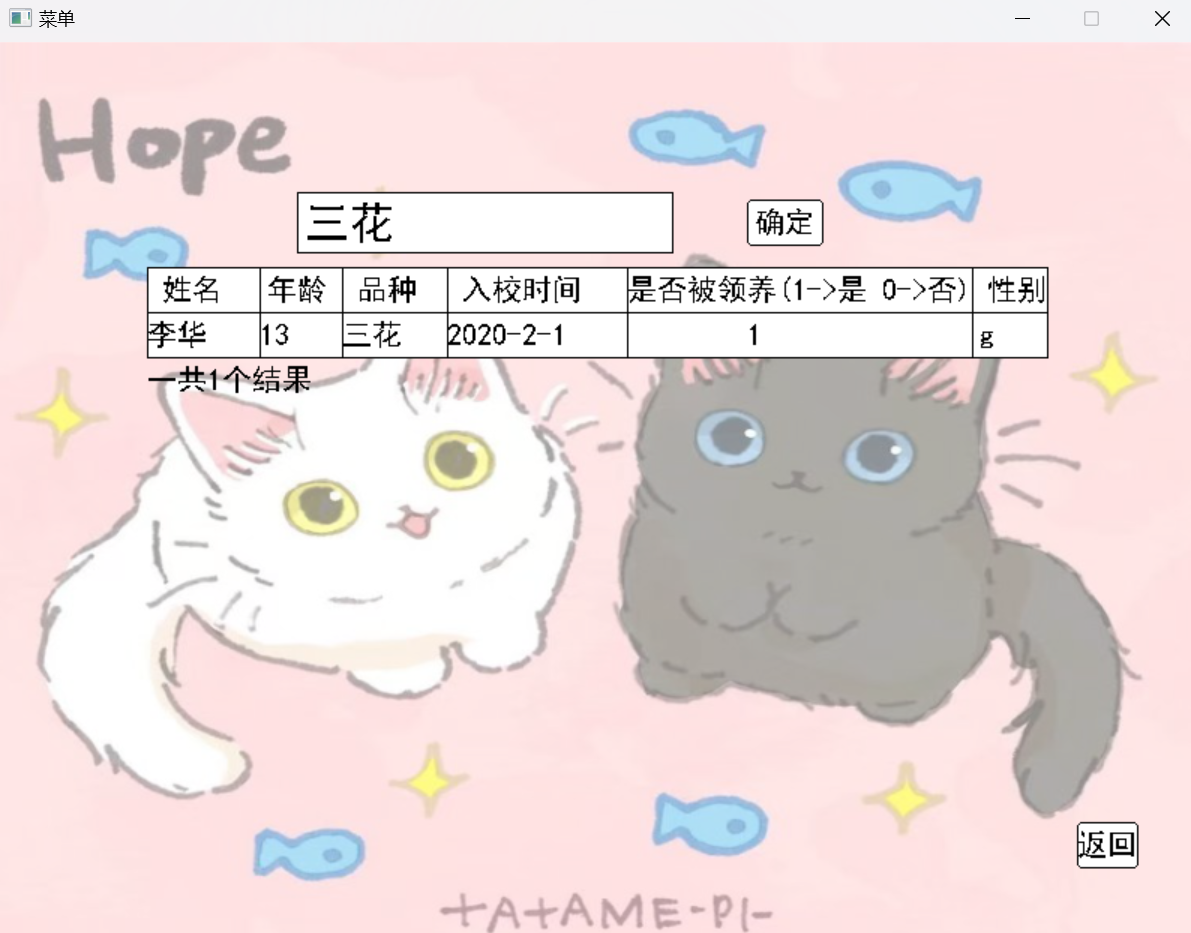 菜单
Hope
三花
确定
姓名 年龄 品种 入校时间 是否被领养(1->是 0->否) 性别
李华 13 三花 2020-2-1 1 g
一共1个结果
返回
tAtAME-PI-